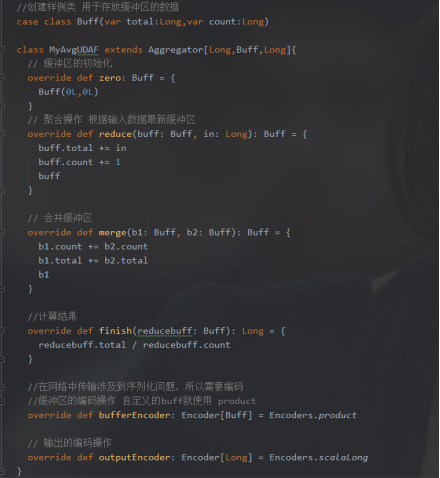 //创建样例类 用于存放缓冲区的数据
case class Buff(var total:Long,var count:Long)
class MyAvgUDAF extends Aggregator[Long,Buff,Long]{
// 缓冲区的初始化
override def zero: Buff = {
Buff(0L,0L)
}
// 聚合操作 根据输入数据跟新缓冲区
override def reduce(buff: Buff, in: Long): Buff = {
buff.total += in
buff.count += 1
buff
}
// 合并缓冲区
override def merge(b1: Buff, b2: Buff): Buff = {
b1.count += b2.count
b1.total += b2.total
b1
}
//计算结果
override def finish(reducebuff: Buff): Long = {
reducebuff.total / reducebuff.count
}
//在网络中传输涉及到序列化问题，所以需要编码
//缓冲区的编码操作 自定义的buff就使用 product
override def bufferEncoder: Encoder[Buff] = Encoders.product
// 输出的编码操作
override def outputEncoder: Encoder[Long] = Encoders.scalaLong
}